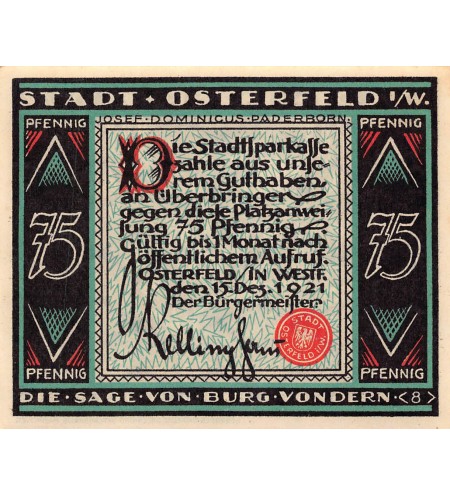 STADT · OSTERFELD I/W.
PFENNIG
JOSEF·DOMINICUS·PADERBORN
PFENNIG
75
Die Stadtsparkasse
zahle aus unse-
rem Guthaben,
an Überbringer
gegen diese Platzanwei-
sung 75 Pfennig
Gültig bis 1 Monat nach
öffentlichem Aufruf.
OSTERFELD / IN WESTF.
den 15. Dez. 1921
Der Bürgermeister
75
STADT
OSTERFELD I/W.
PFENNIG
PFENNIG
DIE · SAGE · VON · BURG · VONDERN · <8>